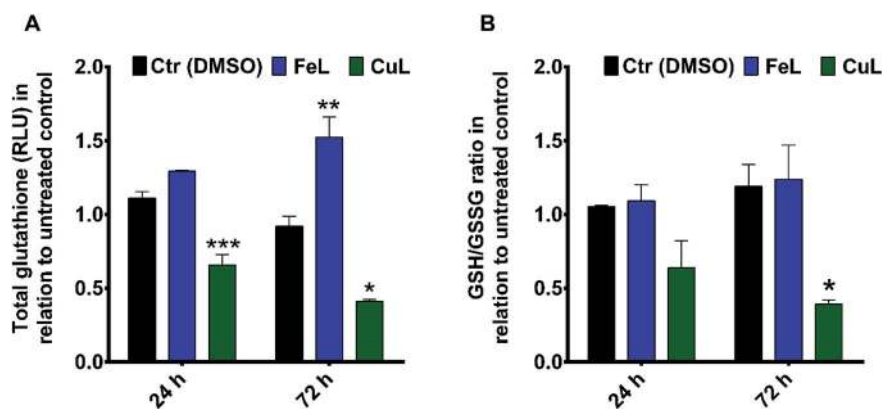 A
Total glutathione (RLU) in
relation to untreated control
Ctr (DMSO) FeL CuL
2.0
1.5
1.0
0.5
0.0
***
**
*
24 h
72 h
B
GSH/GSSG ratio in
relation to untreated control
Ctr (DMSO) FeL CuL
2.0
1.5
1.0
0.5
0.0
*
24 h
72 h